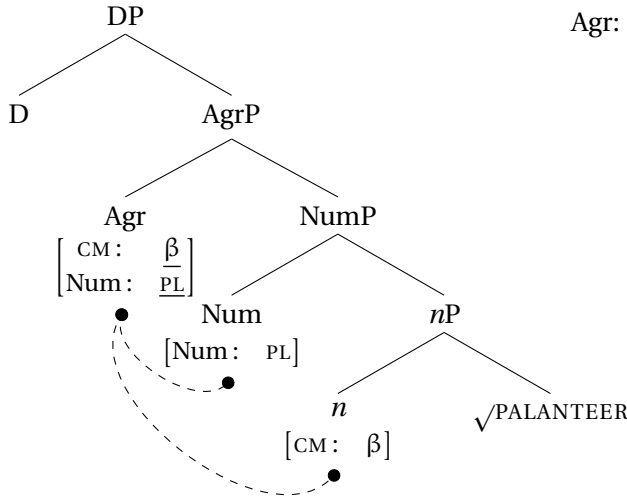 DP
Agr:
D AgrP
Agr NumP
[CM: β
Num: PL]
Num nP
[Num: PL]
n √PALANTEER
[CM: β]